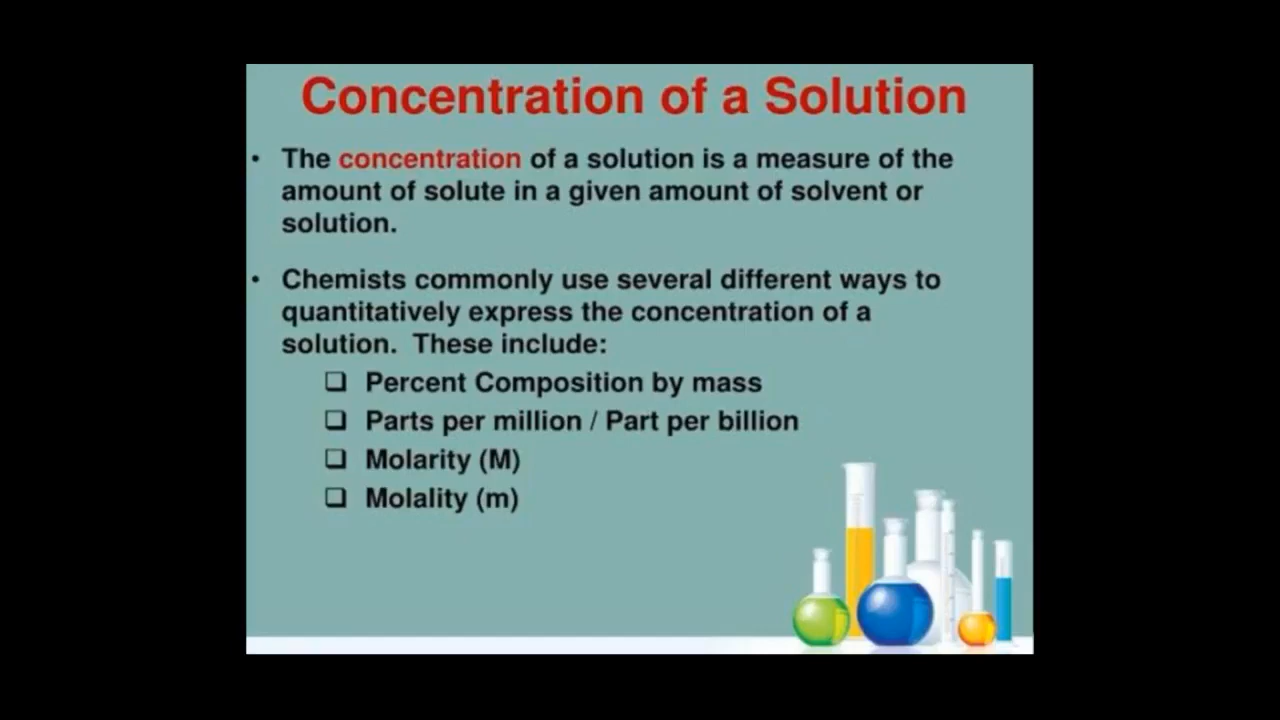 Concentration of a Solution
• The concentration of a solution is a measure of the
amount of solute in a given amount of solvent or
solution.
• Chemists commonly use several different ways to
quantitatively express the concentration of a
solution.  These include:
❑ Percent Composition by mass
❑ Parts per million / Part per billion
❑ Molarity (M)
❑ Molality (m)